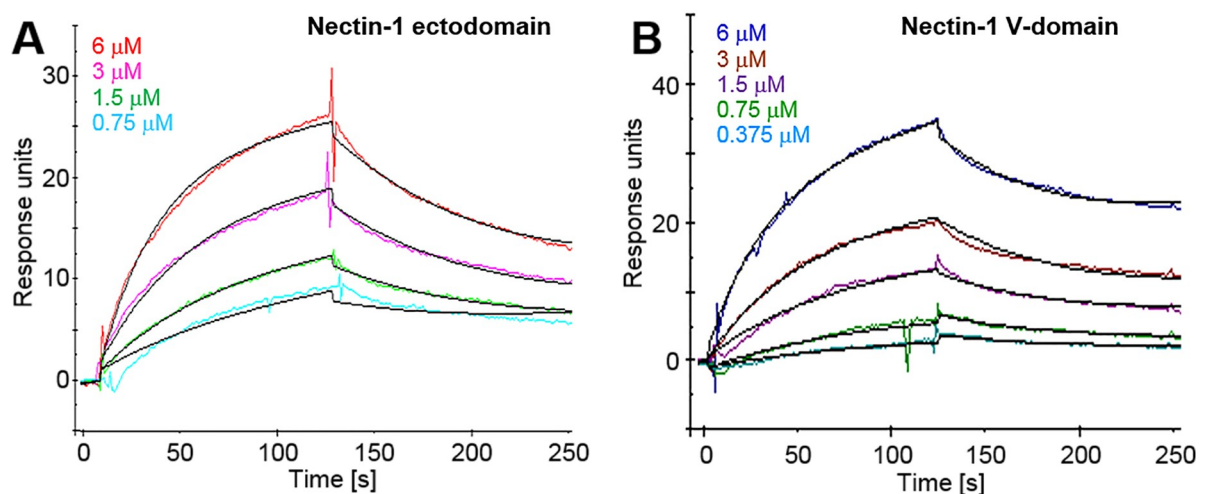 A
Nectin-1 ectodomain
6 μM
3 μM
1.5 μM
0.75 μM
Response units
30
20
10
0
0
50
100
150
200
250
Time [s]
B
Nectin-1 V-domain
6 μM
3 μM
1.5 μM
0.75 μM
0.375 μM
Response units
40
20
0
0
50
100
150
200
250
Time [s]